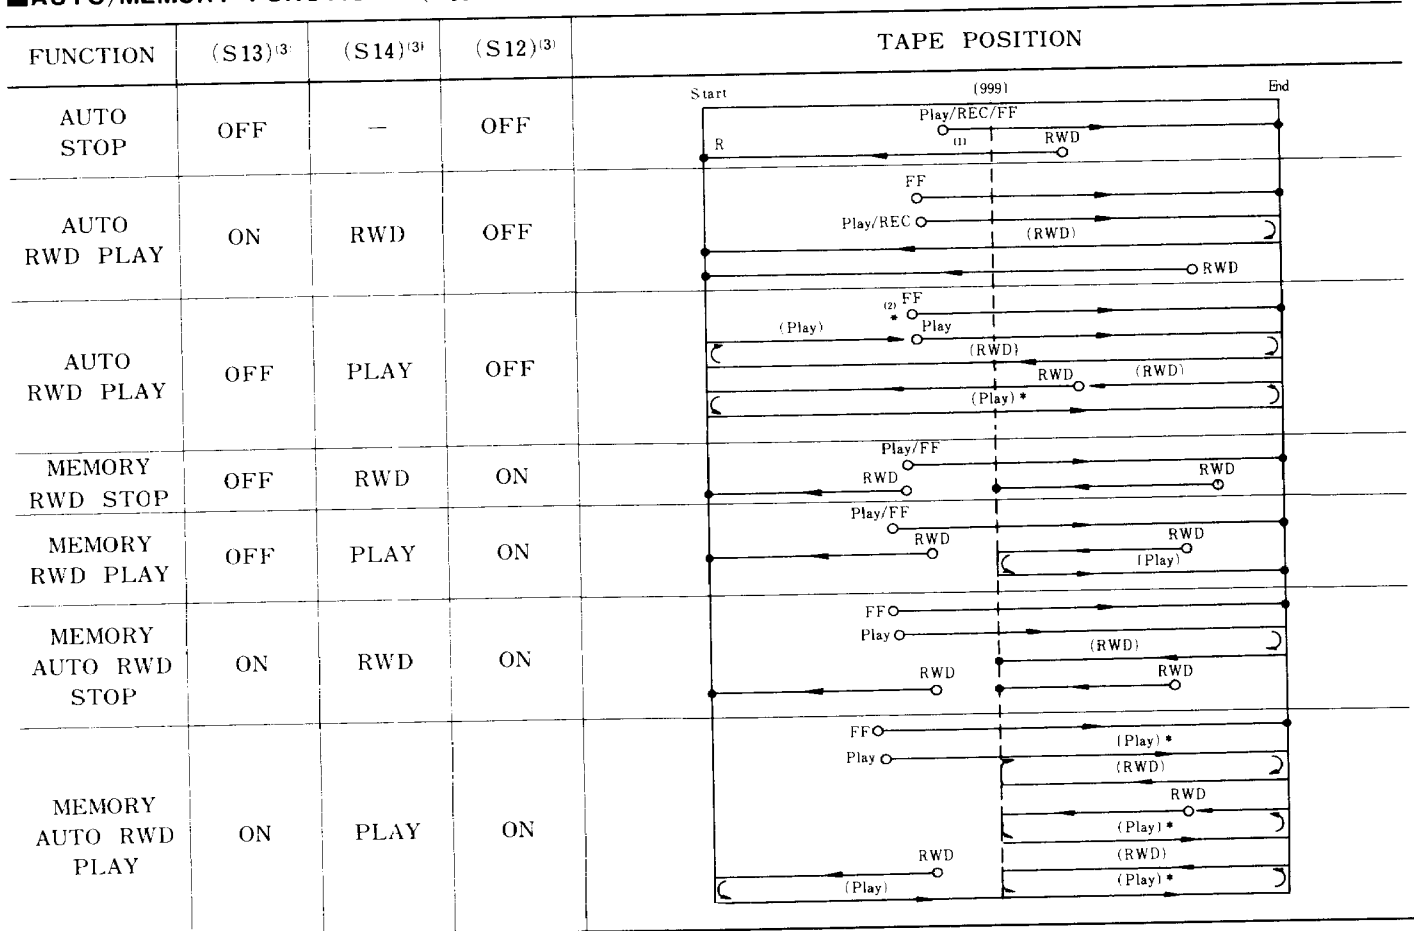 FUNCTION (S13)(3) (S14)(3) (S12)(3) TAPE POSITION
Start (999) End
AUTO
STOP
OFF — OFF
Play/REC/FF
R (1) RWD
AUTO
RWD PLAY
ON RWD OFF
FF
Play/REC (RWD)
RWD
AUTO
RWD PLAY
OFF PLAY OFF
(2) FF
*
(Play) Play
(RWD)
RWD (RWD)
(Play) *
MEMORY
RWD STOP
OFF RWD ON
Play/FF
RWD RWD
MEMORY
RWD PLAY
OFF PLAY ON
Play/FF
RWD RWD
(Play)
MEMORY
AUTO RWD
STOP
ON RWD ON
FF
Play (RWD)
RWD RWD
MEMORY
AUTO RWD
PLAY
ON PLAY ON
FF
(Play) *
Play (RWD)
RWD
(Play) *
RWD (RWD)
(Play) (Play) *